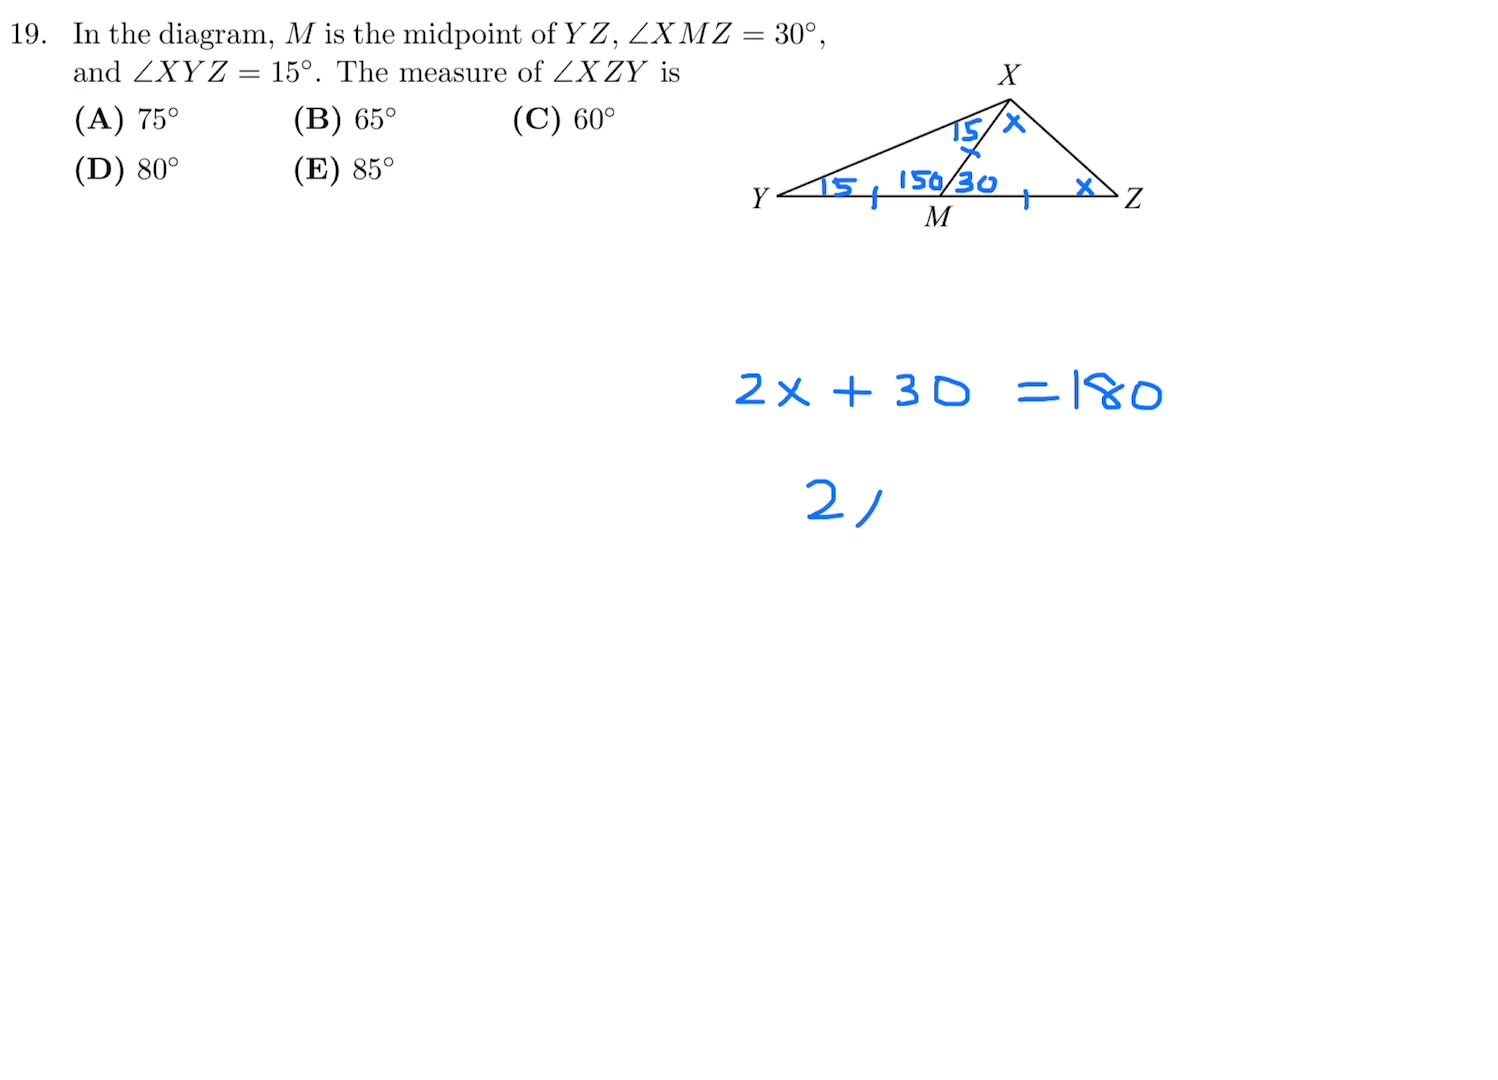 19. In the diagram, M is the midpoint of YZ, ∠XMZ = 30°,
and ∠XYZ = 15°. The measure of ∠XZY is
(A) 75° (B) 65° (C) 60°
(D) 80° (E) 85°
X
15 x
Y 15 150 30 x Z
M
2x + 30 = 180
2